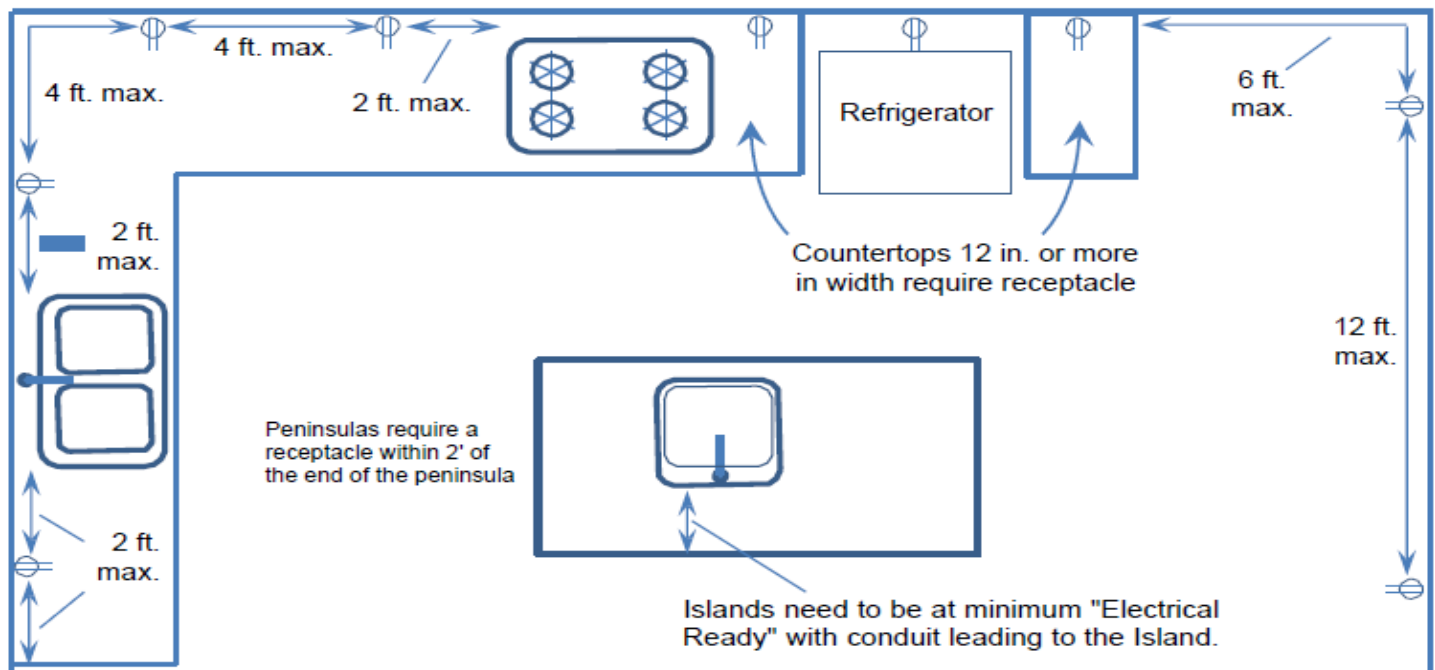 4 ft. max.
4 ft. max.
2 ft. max.
Refrigerator
6 ft.
max.
2 ft.
max.
Countertops 12 in. or more
in width require receptacle
12 ft.
max.
Peninsulas require a
receptacle within 2' of
the end of the peninsula
2 ft.
max.
Islands need to be at minimum "Electrical
Ready" with conduit leading to the Island.